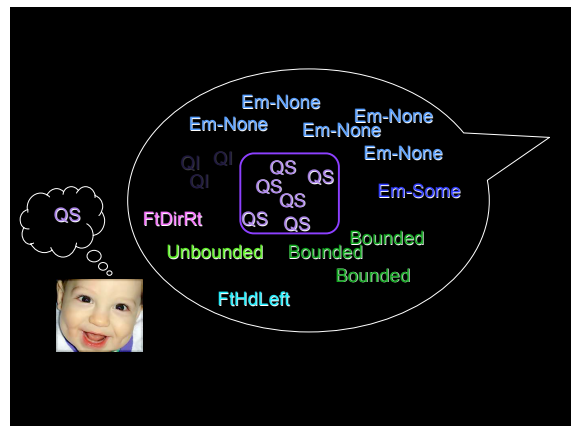 Em-None
Em-None
Em-None
Em-None
Em-None
QI
QI
QI
QS
QS
QS
QS
QS
QS
Em-Some
QS
FtDirRt
Bounded
Unbounded
Bounded
Bounded
FtHdLeft